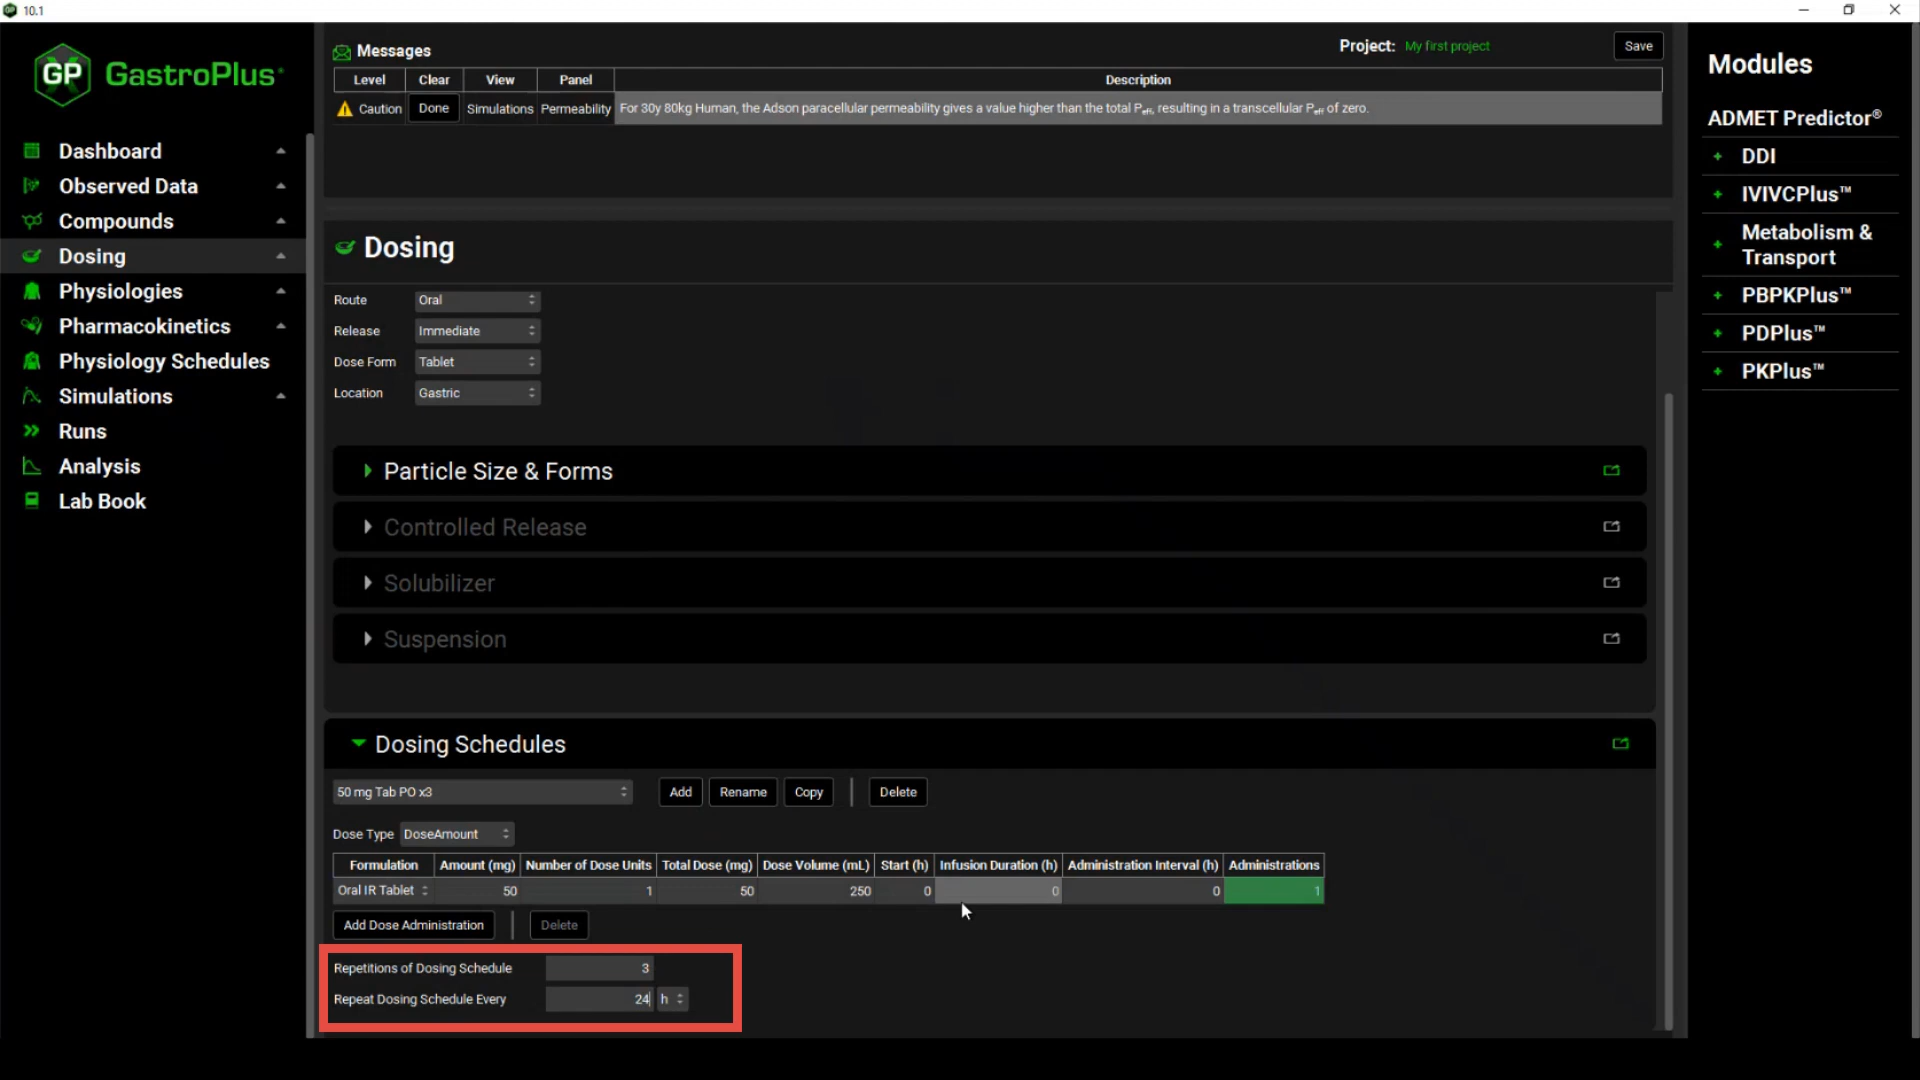 10.1
GP GastroPlus
Dashboard
Observed Data
Compounds
Dosing
Physiologies
Pharmacokinetics
Physiology Schedules
Simulations
Runs
Analysis
Lab Book
Messages
Project: My first project Save
Level Clear View Panel Description
Caution Done Simulations Permeability For 30y 80kg Human, the Adson paracellular permeability gives a value higher than the total Peff, resulting in a transcellular Peff of zero.
Dosing
Route Oral
Release Immediate
Dose Form Tablet
Location Gastric
Particle Size & Forms
Controlled Release
Solubilizer
Suspension
Dosing Schedules
50 mg Tab PO x3 Add Rename Copy Delete
Dose Type DoseAmount
Formulation Amount (mg) Number of Dose Units Total Dose (mg) Dose Volume (mL) Start (h) Infusion Duration (h) Administration Interval (h) Administrations
Oral IR Tablet 50 1 50 250 0 0 0 1
Add Dose Administration Delete
Repetitions of Dosing Schedule 3
Repeat Dosing Schedule Every 24 h
Modules
ADMET Predictor®
+ DDI
+ IVIVCPlus™
+ Metabolism &
Transport
+ PBPKPlus™
+ PDPlus™
+ PKPlus™